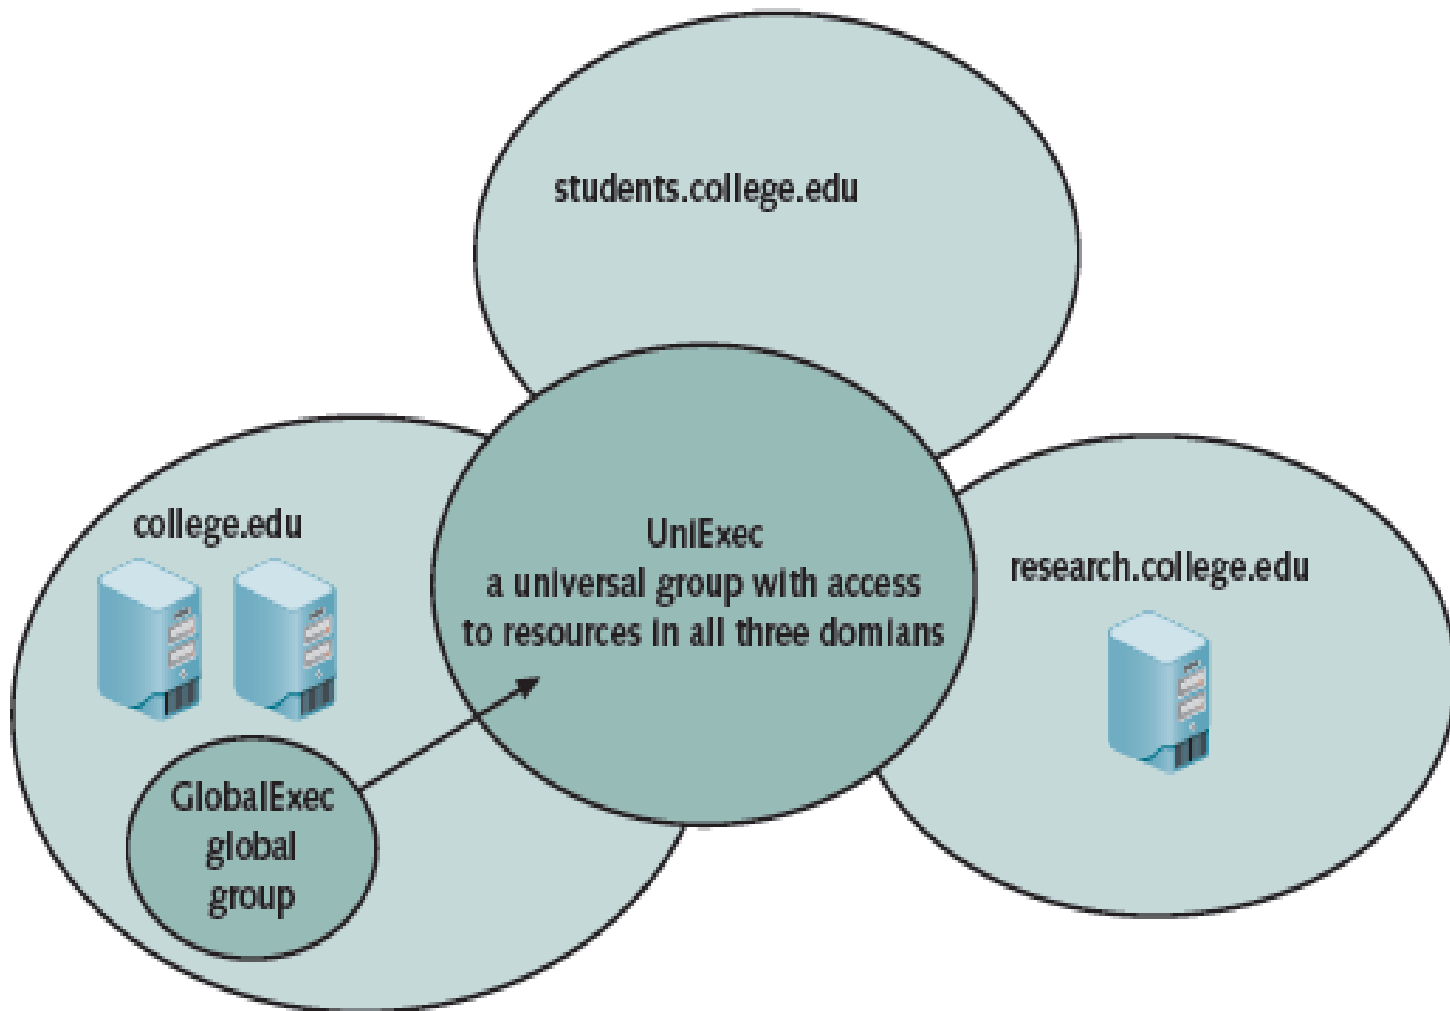 students.college.edu
college.edu
UniExec
a universal group with access
to resources in all three domians
research.college.edu
GlobalExec
global
group